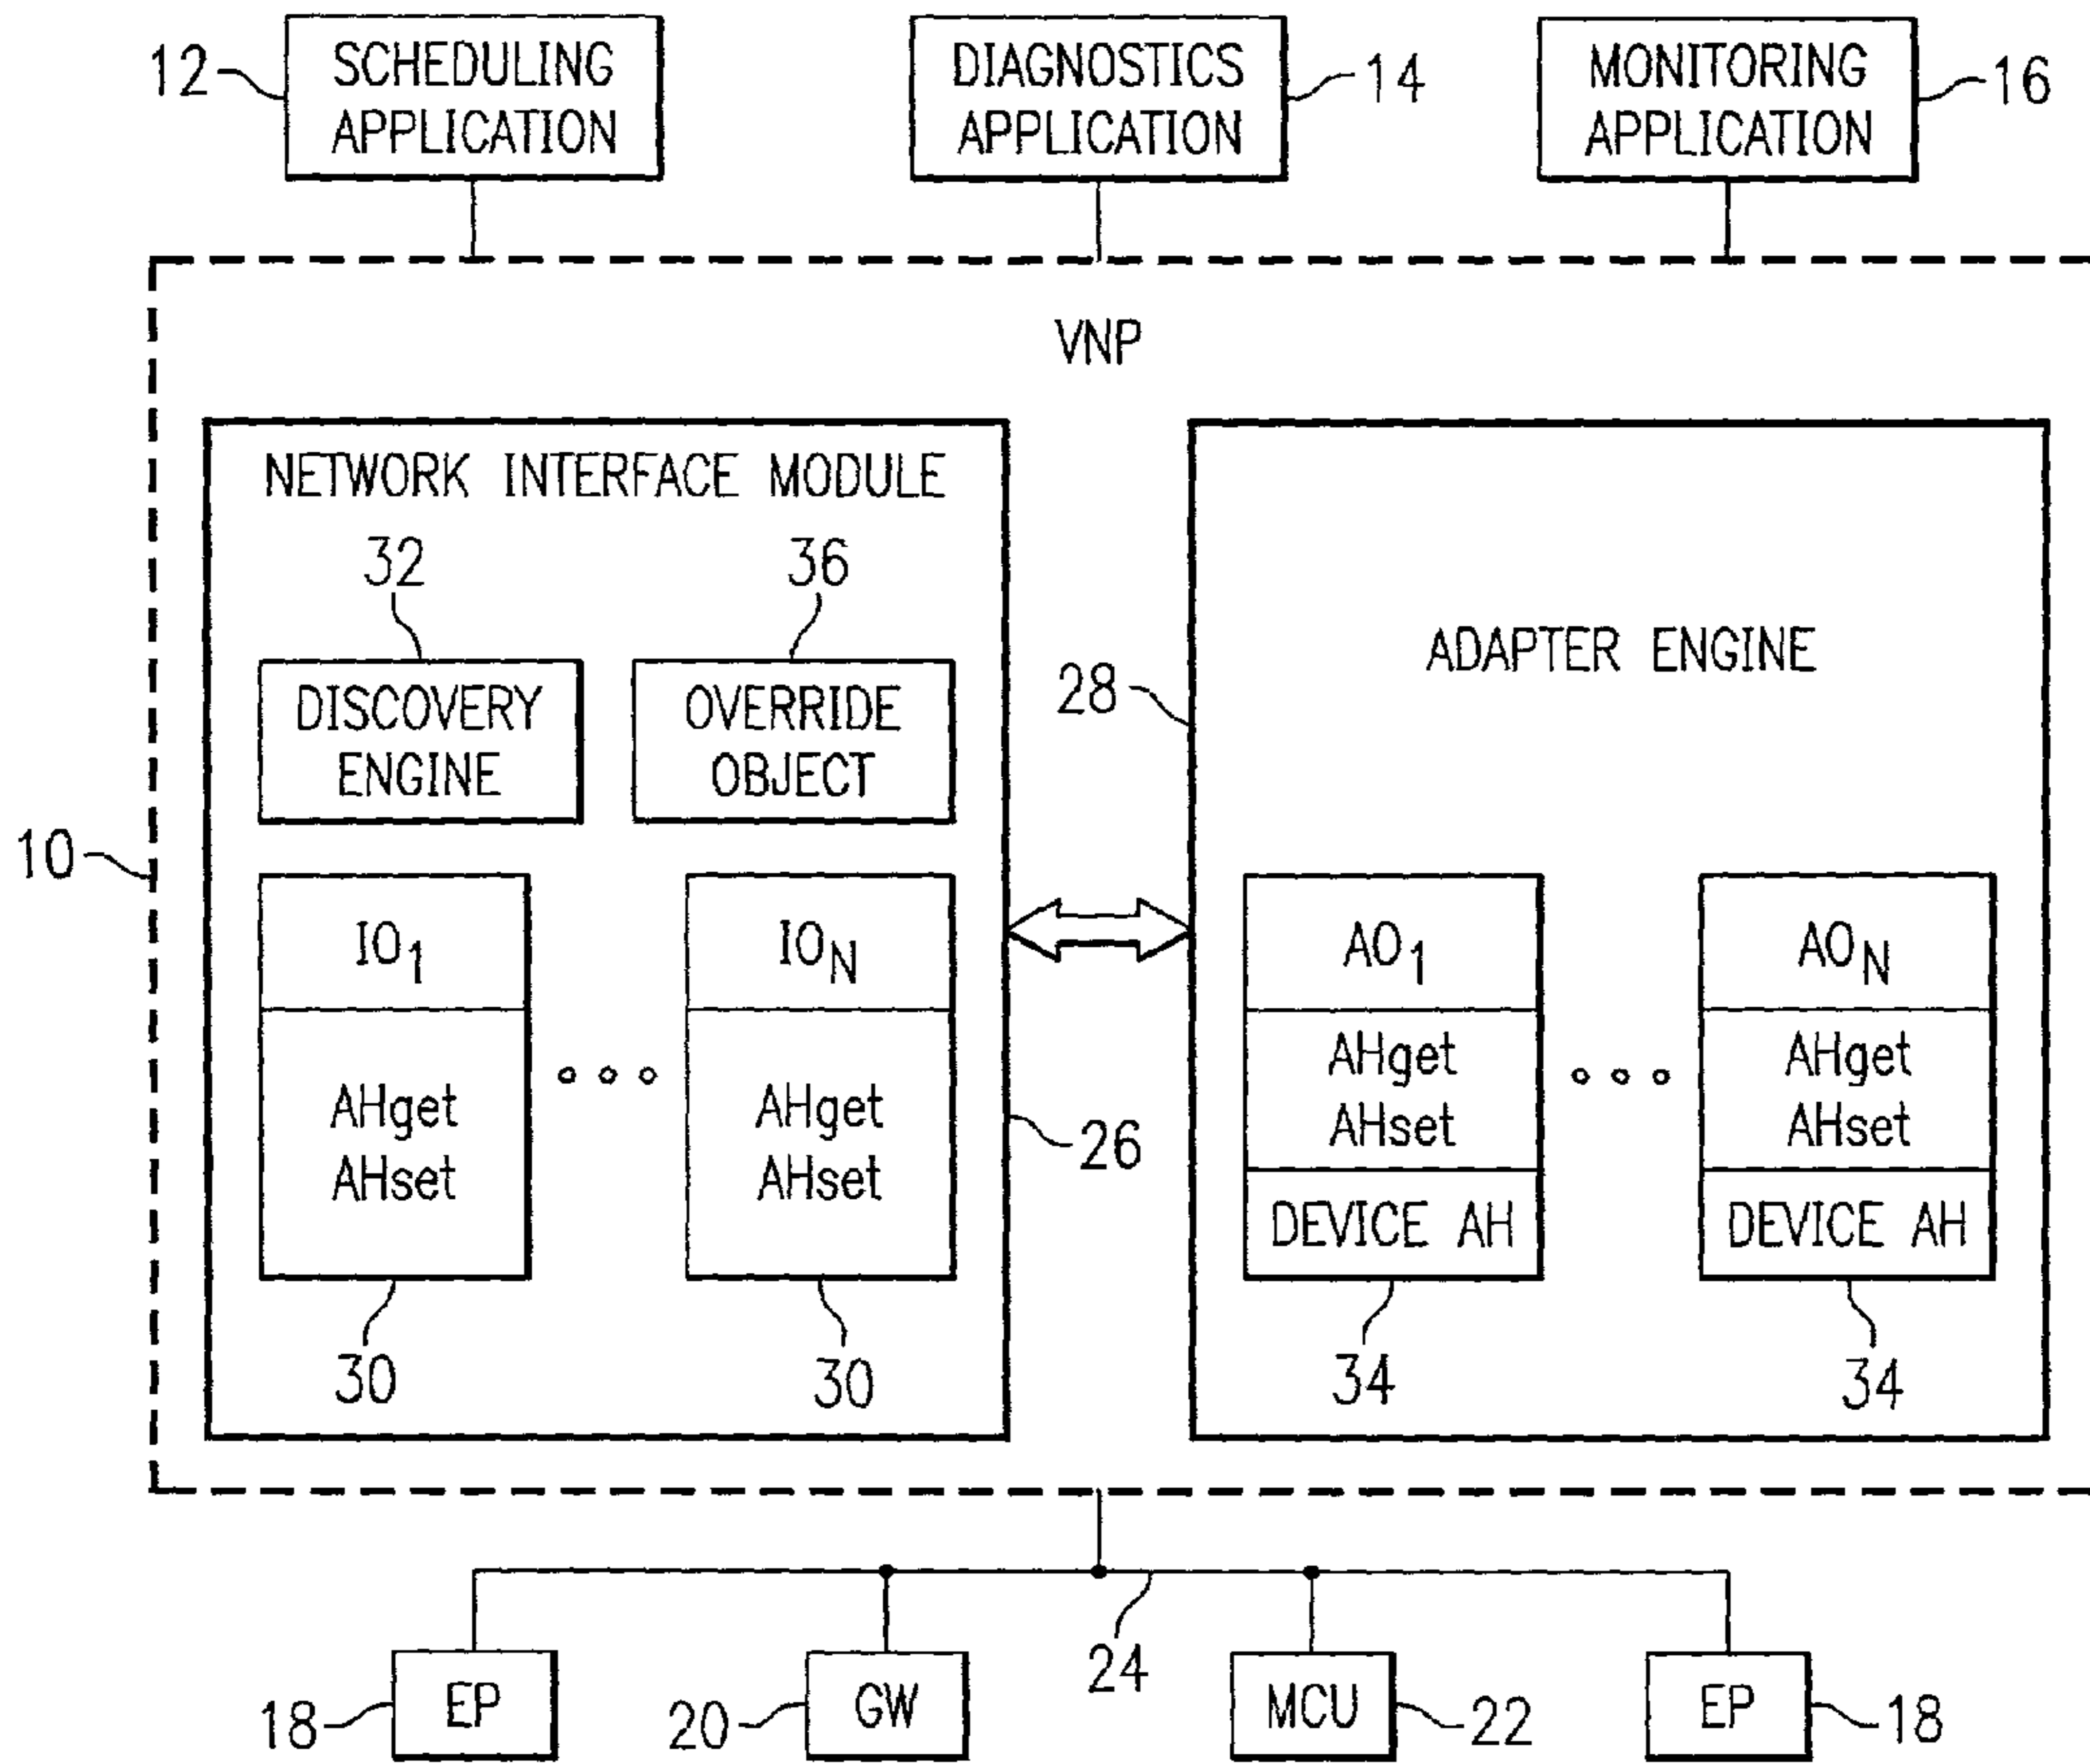 12
SCHEDULING
APPLICATION
DIAGNOSTICS
APPLICATION
14
MONITORING
APPLICATION
16
VNP
NETWORK INTERFACE MODULE
32
36
DISCOVERY
ENGINE
OVERRIDE
OBJECT
ADAPTER ENGINE
28
10
IO1
AHget
AHset
30
ION
AHget
AHset
30
26
AO1
AHget
AHset
DEVICE AH
34
AON
AHget
AHset
DEVICE AH
34
24
18
EP
20
GW
MCU
22
EP
18